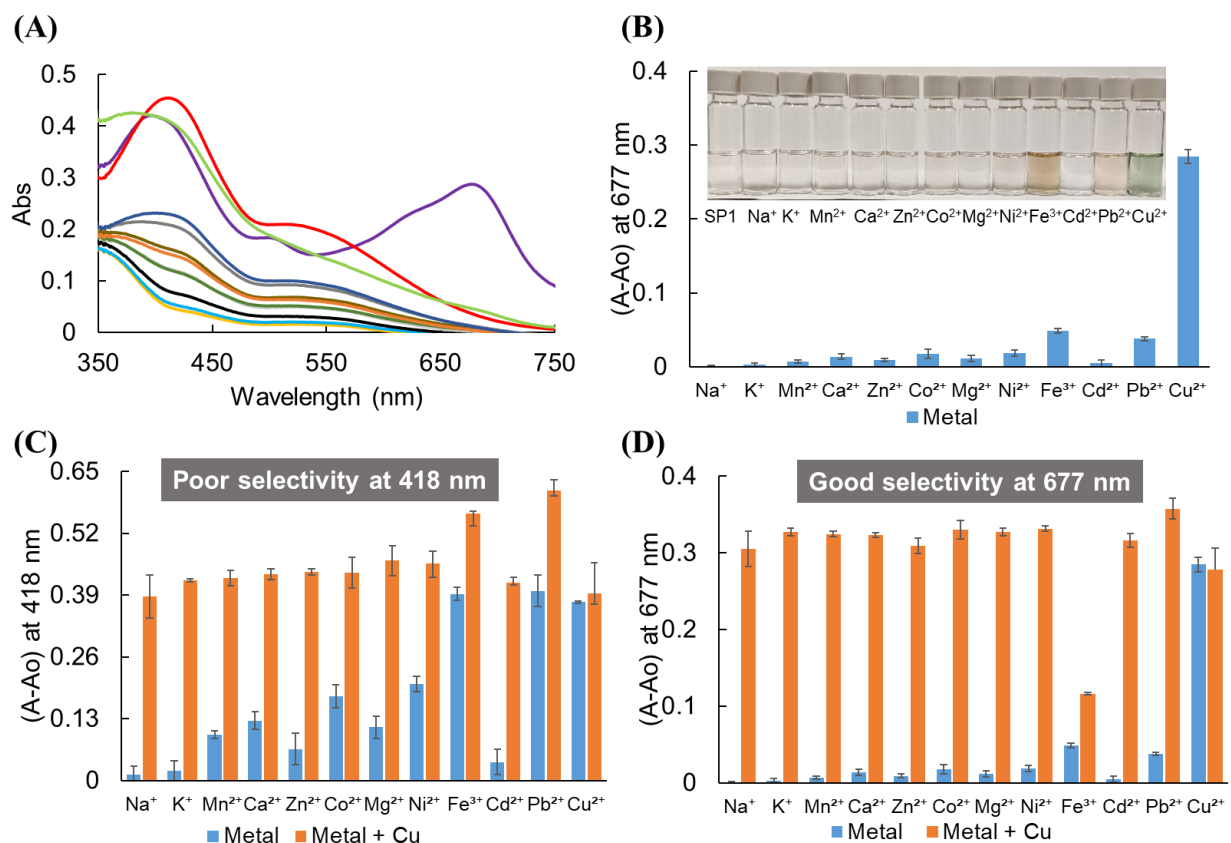 (A)
0.5
0.4
0.3
0.2
0.1
0
Abs
350 450 550 650 750
Wavelength (nm)
(B)
0.4
0.3
0.2
0.1
0
(A-Ao) at 677 nm
SP1 Na⁺ K⁺ Mn²⁺ Ca²⁺ Zn²⁺ Co²⁺ Mg²⁺ Ni²⁺ Fe³⁺ Cd²⁺ Pb²⁺ Cu²⁺
Na⁺ K⁺ Mn²⁺ Ca²⁺ Zn²⁺ Co²⁺ Mg²⁺ Ni²⁺ Fe³⁺ Cd²⁺ Pb²⁺ Cu²⁺
Metal
(C)
Poor selectivity at 418 nm
0.65
0.52
0.39
0.26
0.13
0
(A-Ao) at 418 nm
Na⁺ K⁺ Mn²⁺ Ca²⁺ Zn²⁺ Co²⁺ Mg²⁺ Ni²⁺ Fe³⁺ Cd²⁺ Pb²⁺ Cu²⁺
Metal Metal + Cu
(D)
Good selectivity at 677 nm
0.4
0.3
0.2
0.1
0
(A-Ao) at 677 nm
Na⁺ K⁺ Mn²⁺ Ca²⁺ Zn²⁺ Co²⁺ Mg²⁺ Ni²⁺ Fe³⁺ Cd²⁺ Pb²⁺ Cu²⁺
Metal Metal + Cu